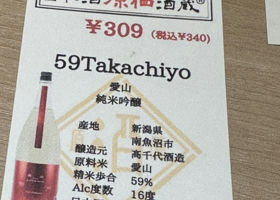 酒蔵®
¥309 (税込¥340)
59Takachiyo
愛山
純米吟醸
産地 新潟県
南魚沼市
醸造元 高千代酒造
原料米 愛山
精米歩合 59%
Alc度数 16度